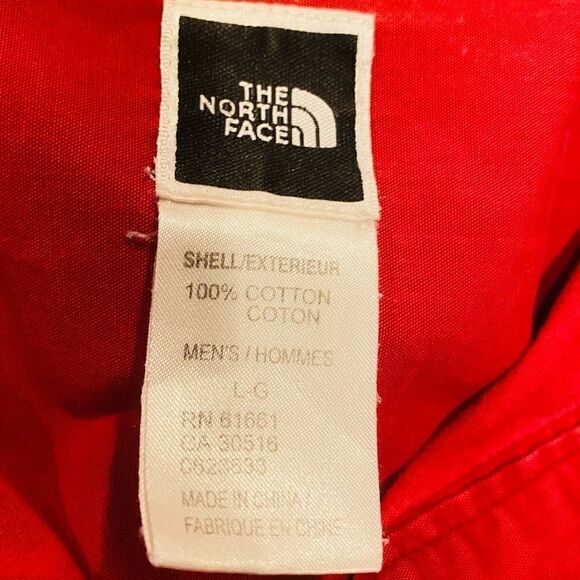 THE
NORTH
FACE
SHELL/EXTERIEUR
100% COTTON
COTON
MEN'S / HOMMES
L-G
RN 61661
CA 30516
0623633
MADE IN CHINA /
FABRIQUE EN CHINE